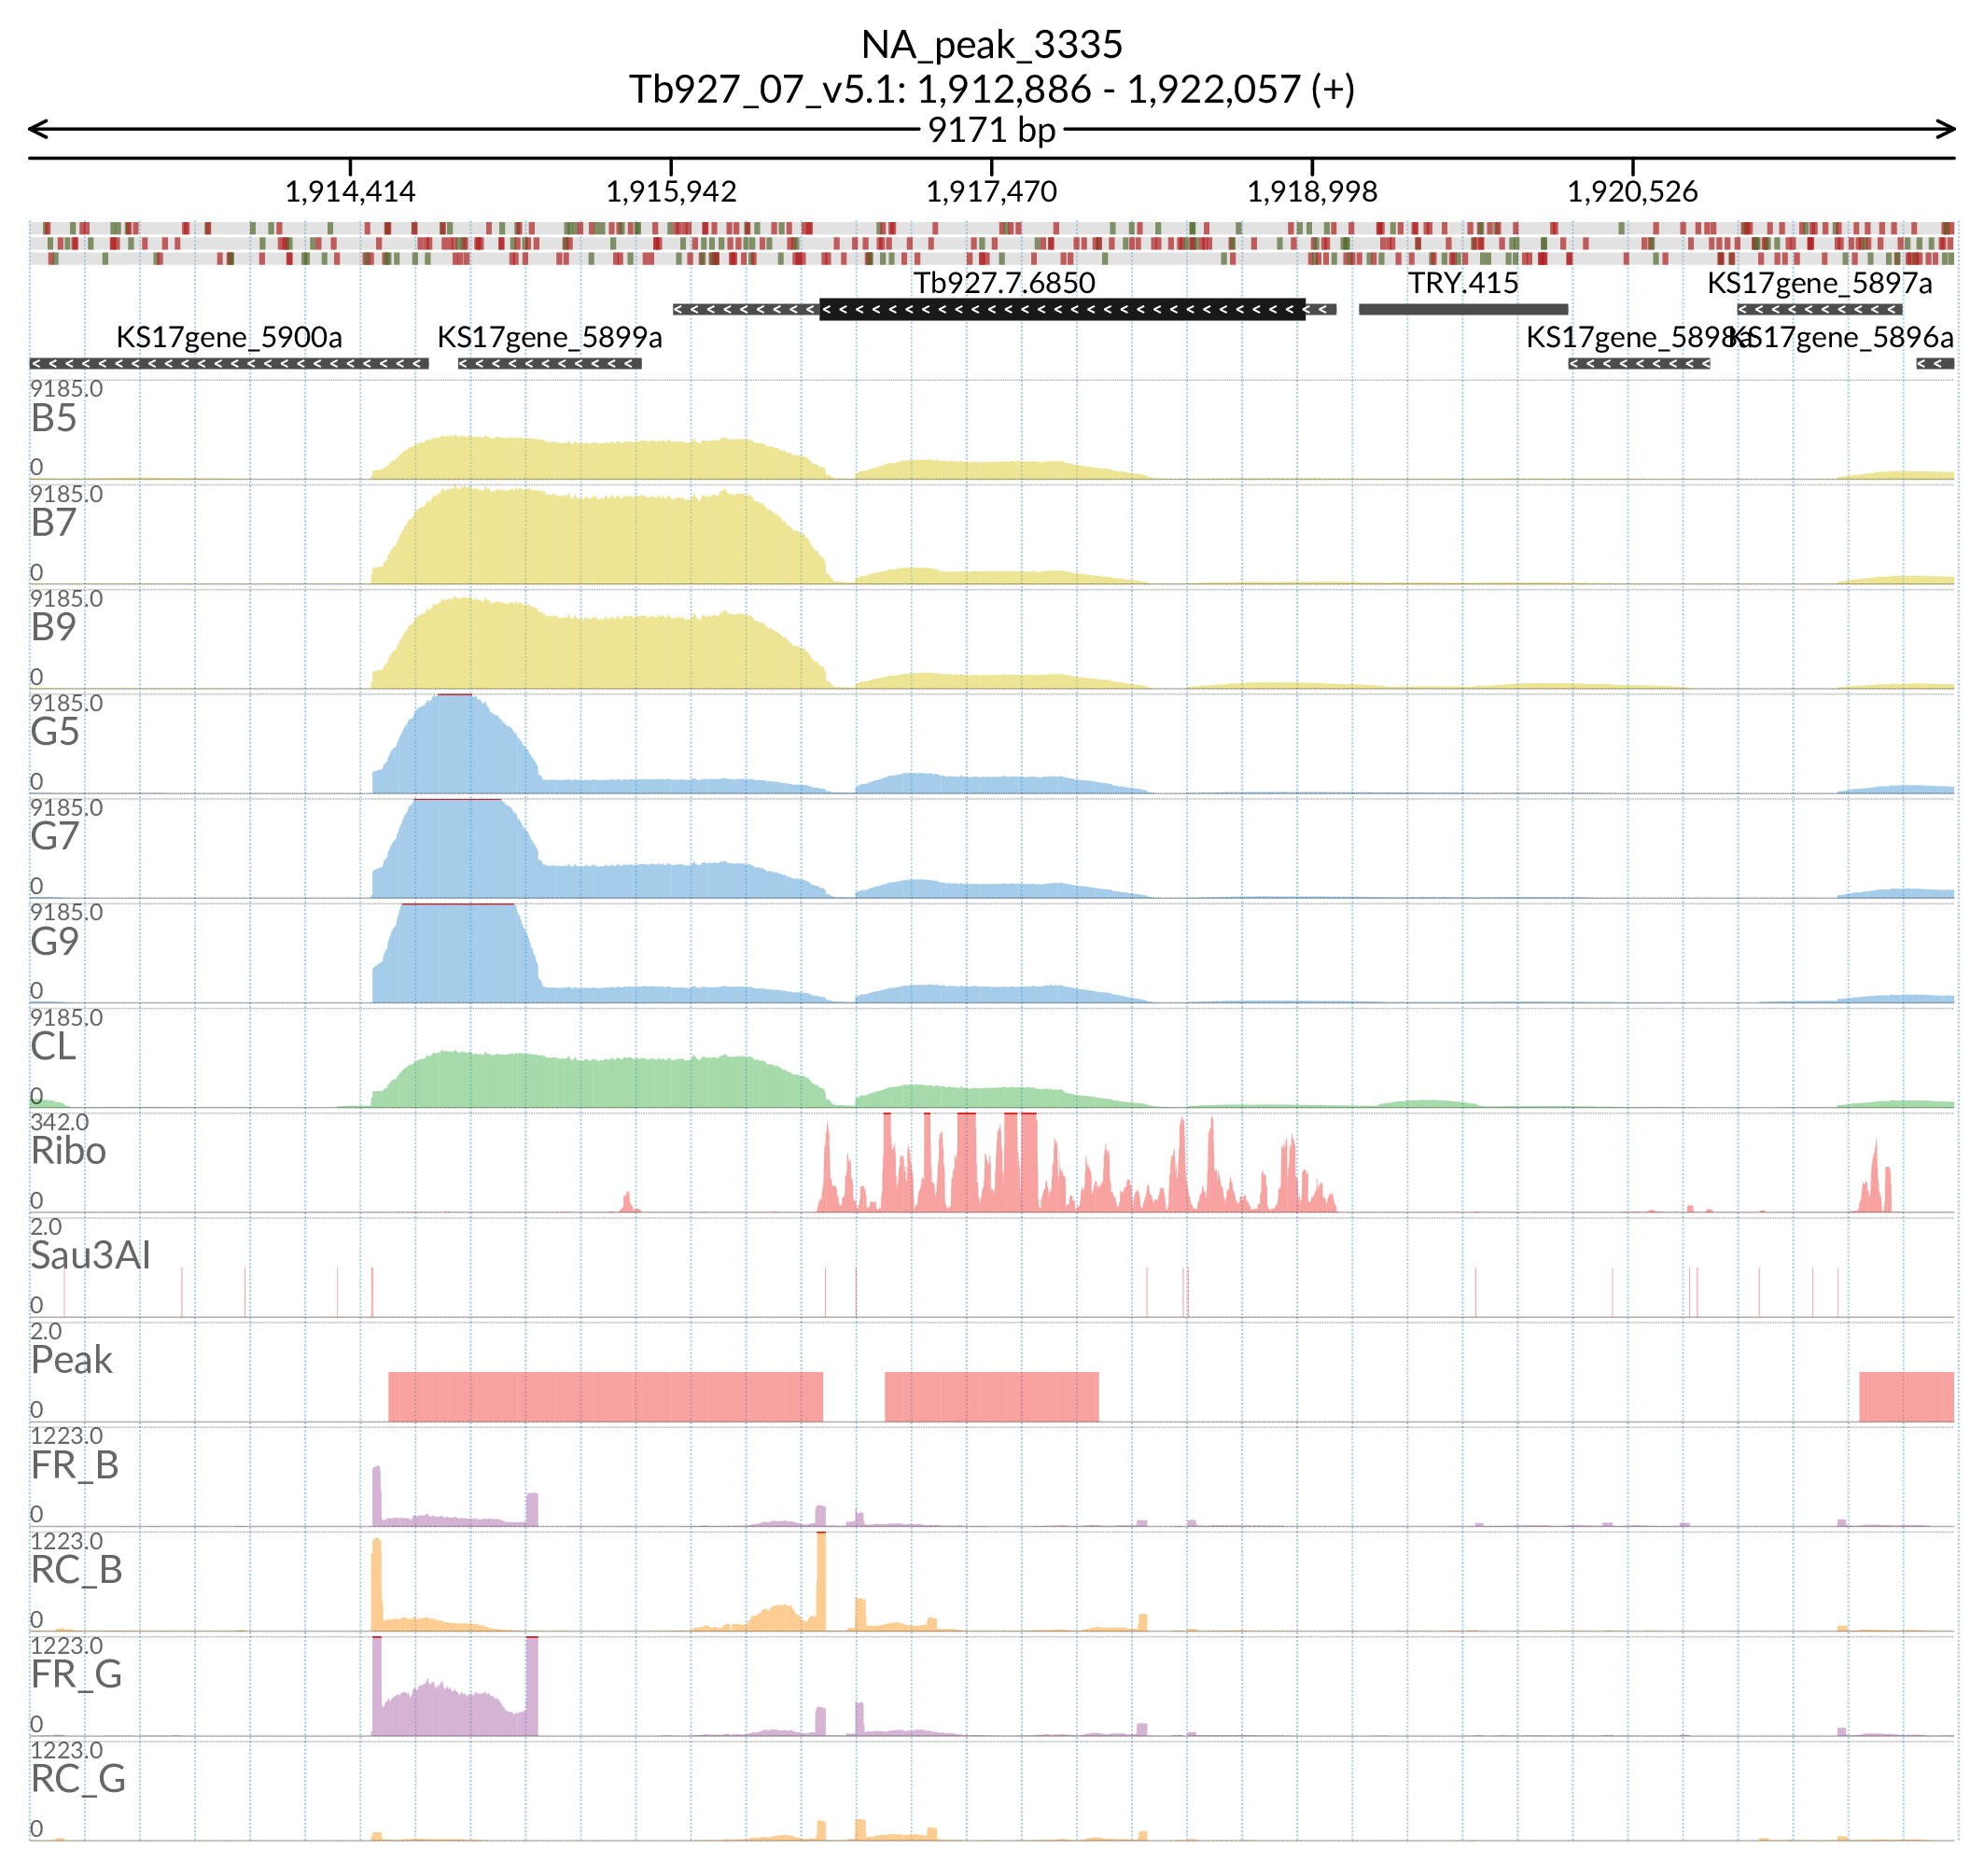 NA_peak_3335
Tb927_07_v5.1: 1,912,886 - 1,922,057 (+)
9171 bp
1,914,414 1,915,942 1,917,470 1,918,998 1,920,526
Tb927.7.6850 TRY.415 KS17gene_5897a
KS17gene_5900a KS17gene_5899a KS17gene_5898a KS17gene_5896a
9185.0
B5
0
9185.0
B7
0
9185.0
B9
0
9185.0
G5
0
9185.0
G7
0
9185.0
G9
0
9185.0
CL
0
342.0
Ribo
0
2.0
Sau3AI
0
2.0
Peak
0
1223.0
FR_B
0
1223.0
RC_B
0
1223.0
FR_G
0
1223.0
RC_G
0